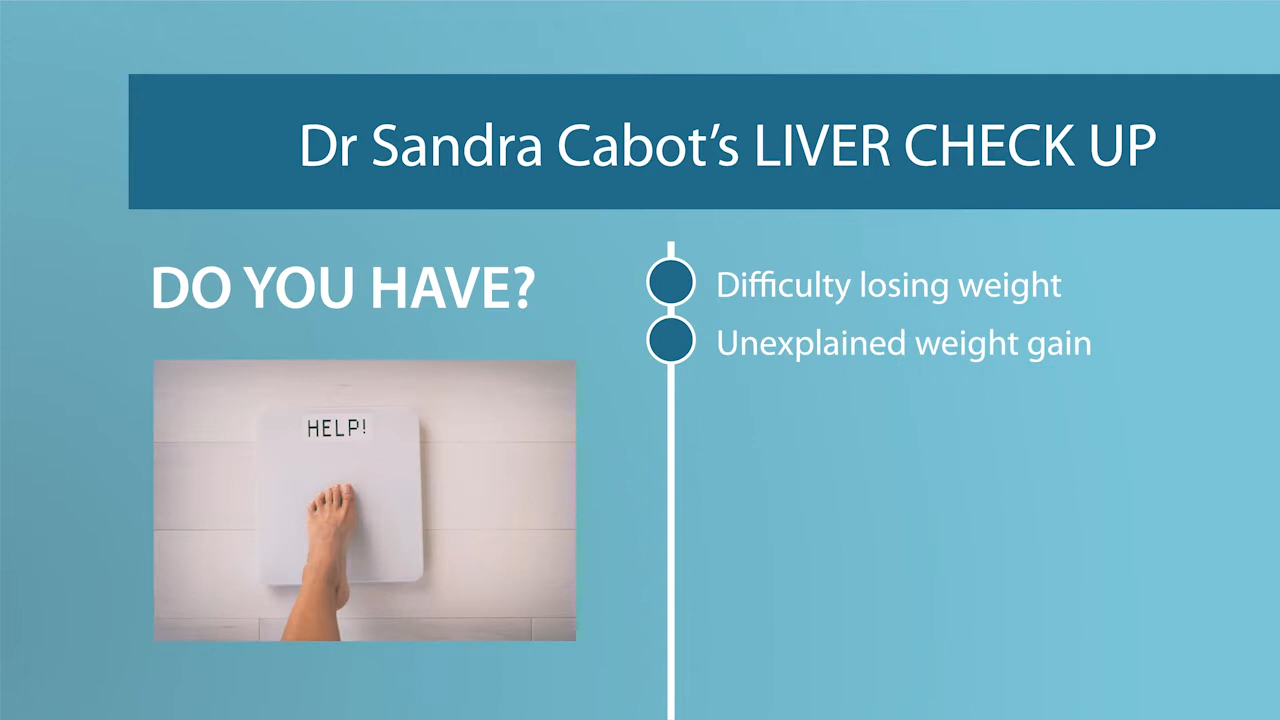 Dr Sandra Cabot’s LIVER CHECK UP
DO YOU HAVE?
Difficulty losing weight
Unexplained weight gain
HELP!